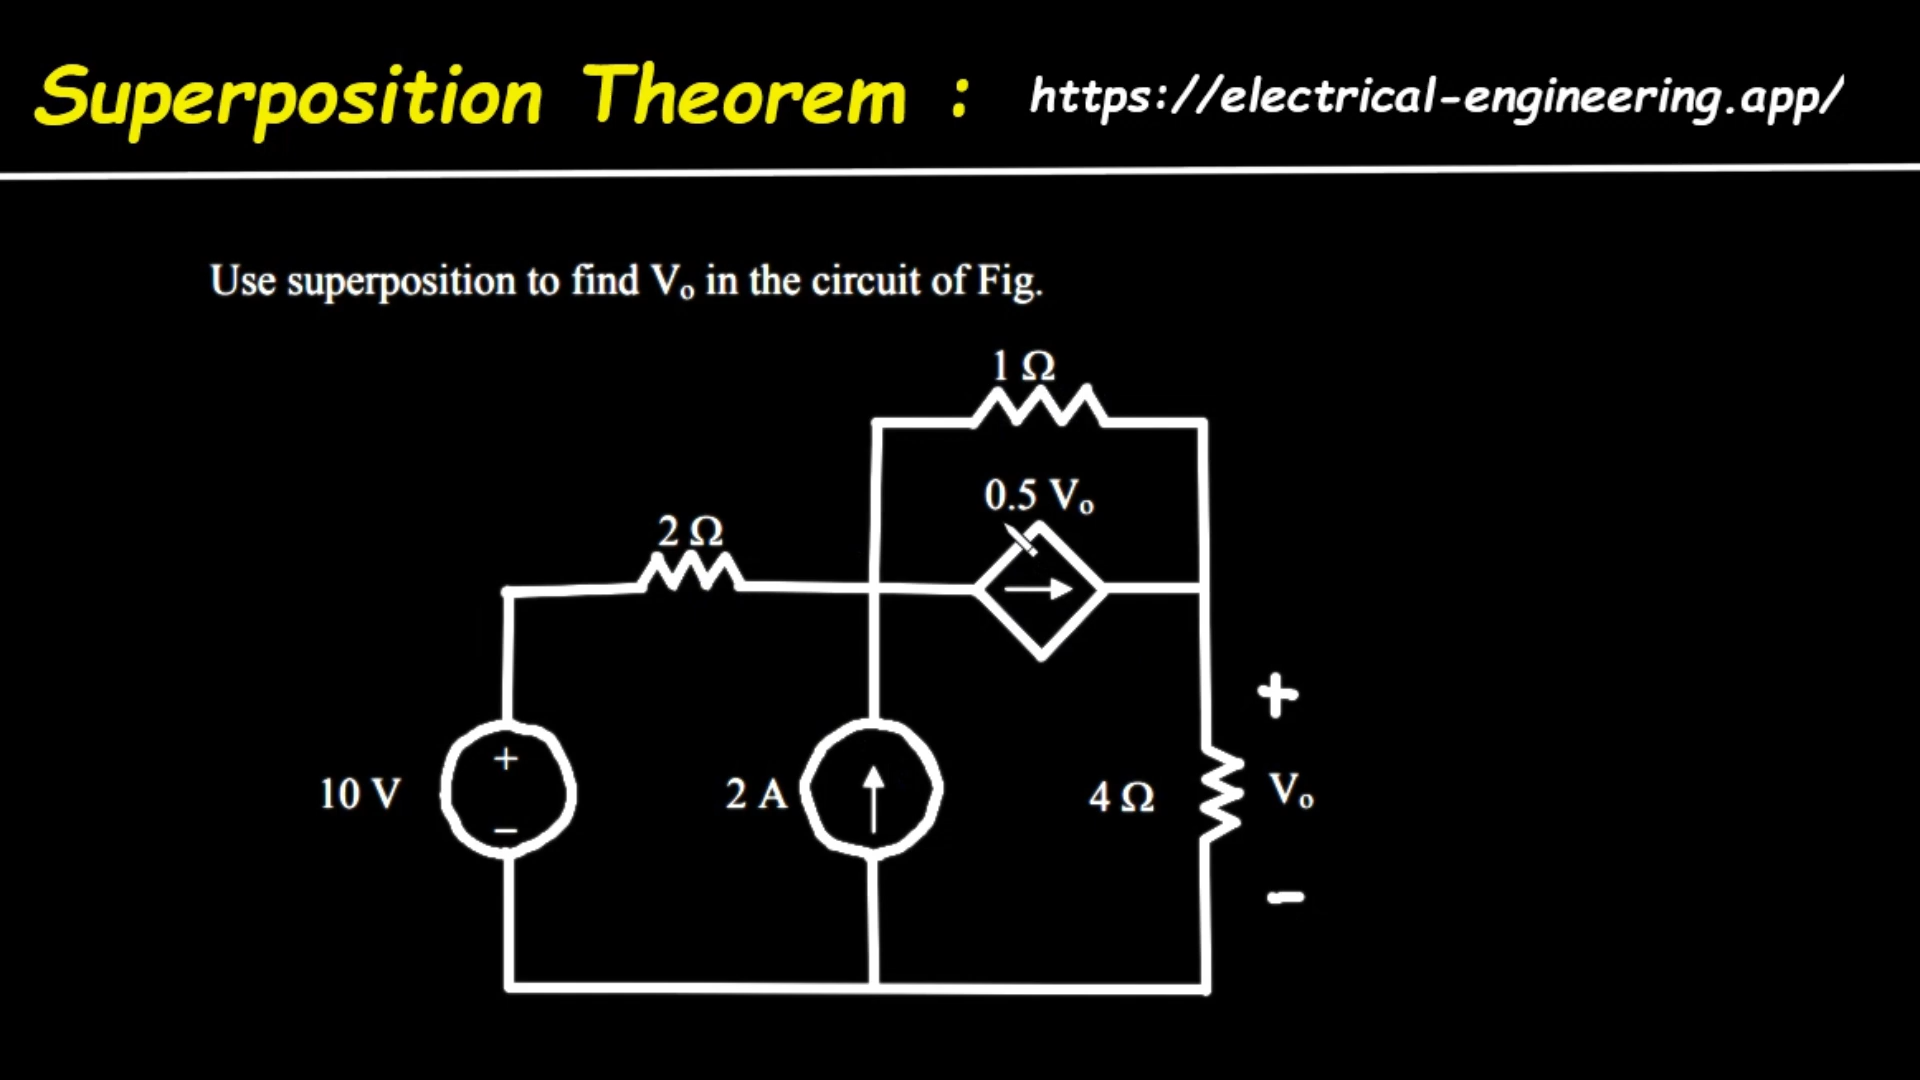 Superposition Theorem : https://electrical-engineering.app/
Use superposition to find Vₒ in the circuit of Fig.
1 Ω
0.5 Vₒ
2 Ω
+
+
10 V
2 A
4 Ω
Vₒ
−
−